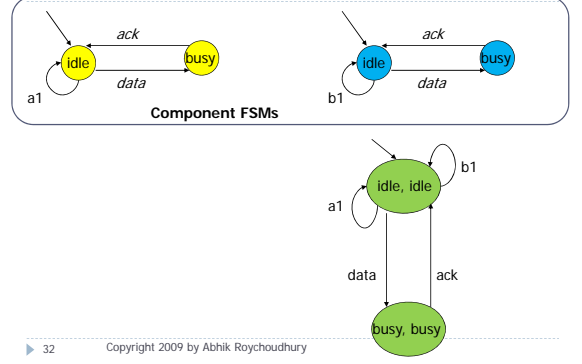 ack
idle
busy
data
a1
ack
idle
busy
data
b1
Component FSMs
b1
idle, idle
a1
data
ack
busy, busy
32
Copyright 2009 by Abhik Roychoudhury